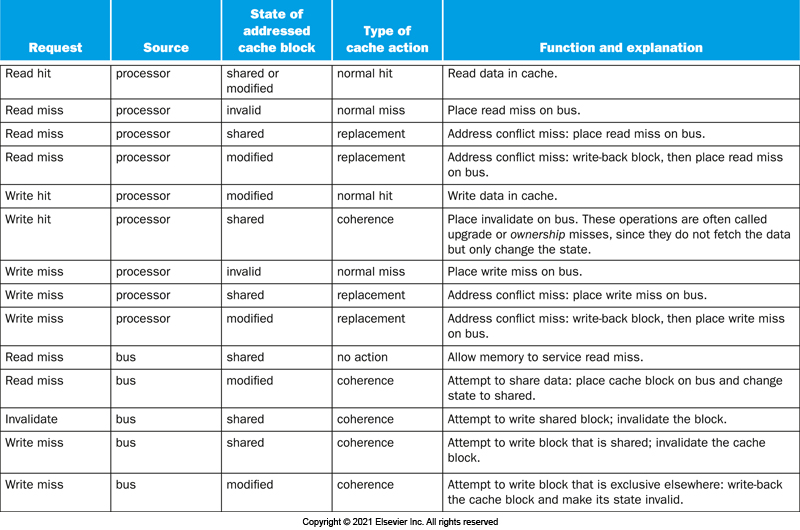 Request Source State of addressed cache block Type of cache action Function and explanation
Read hit processor shared or modified normal hit Read data in cache.
Read miss processor invalid normal miss Place read miss on bus.
Read miss processor shared replacement Address conflict miss: place read miss on bus.
Read miss processor modified replacement Address conflict miss: write-back block, then place read miss
on bus.
Write hit processor modified normal hit Write data in cache.
Write hit processor shared coherence Place invalidate on bus. These operations are often called
upgrade or ownership misses, since they do not fetch the data
but only change the state.
Write miss processor invalid normal miss Place write miss on bus.
Write miss processor shared replacement Address conflict miss: place write miss on bus.
Write miss processor modified replacement Address conflict miss: write-back block, then place write miss
on bus.
Read miss bus shared no action Allow memory to service read miss.
Read miss bus modified coherence Attempt to share data: place cache block on bus and change
state to shared.
Invalidate bus shared coherence Attempt to write shared block; invalidate the block.
Write miss bus shared coherence Attempt to write block that is shared; invalidate the cache
block.
Write miss bus modified coherence Attempt to write block that is exclusive elsewhere: write-back
the cache block and make its state invalid.
Copyright © 2021 Elsevier Inc. All rights reserved